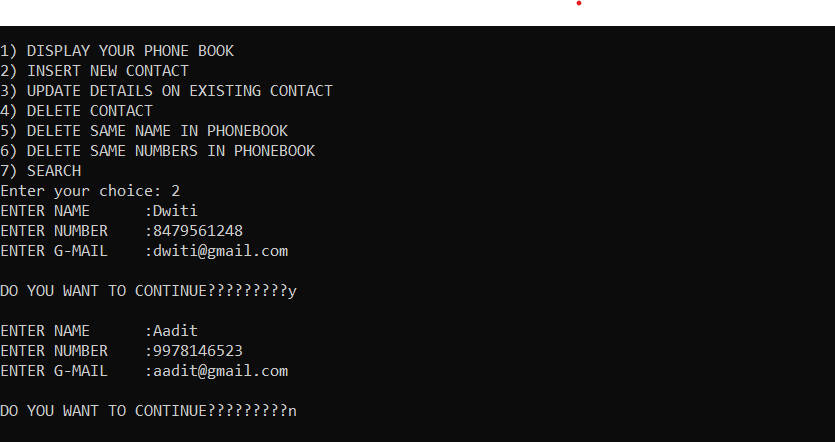 1) DISPLAY YOUR PHONE BOOK
2) INSERT NEW CONTACT
3) UPDATE DETAILS ON EXISTING CONTACT
4) DELETE CONTACT
5) DELETE SAME NAME IN PHONEBOOK
6) DELETE SAME NUMBERS IN PHONEBOOK
7) SEARCH
Enter your choice: 2
ENTER NAME      :Dwiti
ENTER NUMBER    :8479561248
ENTER G-MAIL    :dwiti@gmail.com
DO YOU WANT TO CONTINUE?????????y
ENTER NAME      :Aadit
ENTER NUMBER    :9978146523
ENTER G-MAIL    :aadit@gmail.com
DO YOU WANT TO CONTINUE?????????n